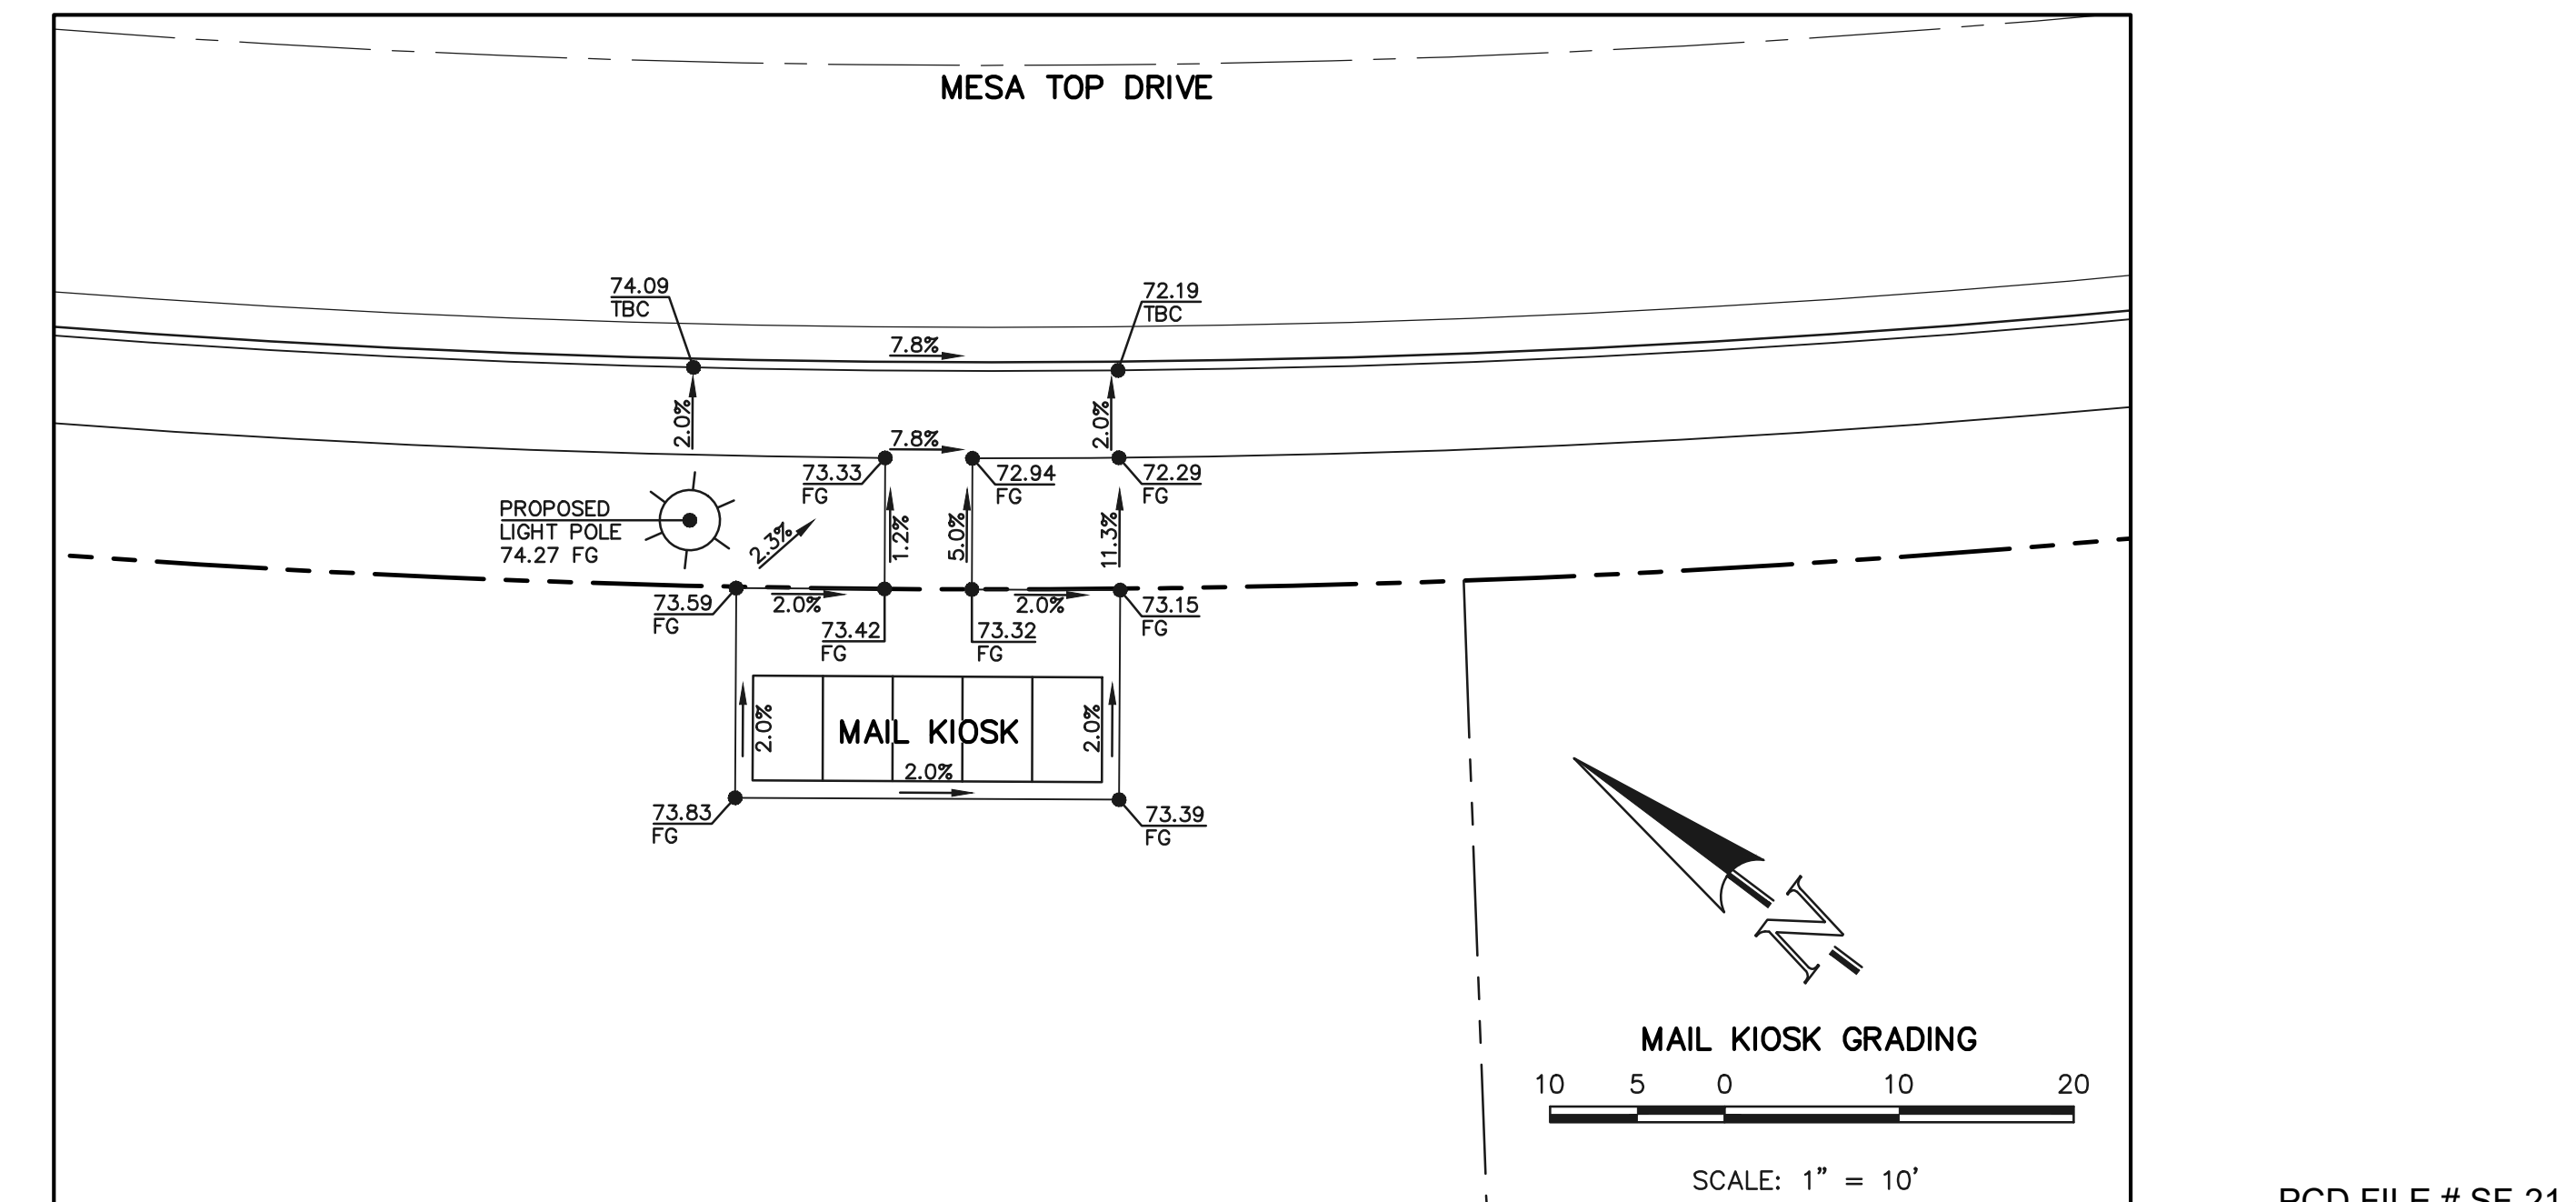 MESA TOP DRIVE
74.09
TBC
72.19
TBC
7.8%
2.0%
2.0%
7.8%
73.33
FG
72.94
FG
72.29
FG
PROPOSED
LIGHT POLE
74.27 FG
2.3%
1.2%
5.0%
11.3%
73.59
FG
2.0%
2.0%
73.15
FG
73.42
FG
73.32
FG
2.0%
MAIL KIOSK
2.0%
2.0%
73.83
FG
73.39
FG
N
MAIL KIOSK GRADING
10 5 0 10 20
SCALE: 1" = 10'
PCD FILE # SF 21